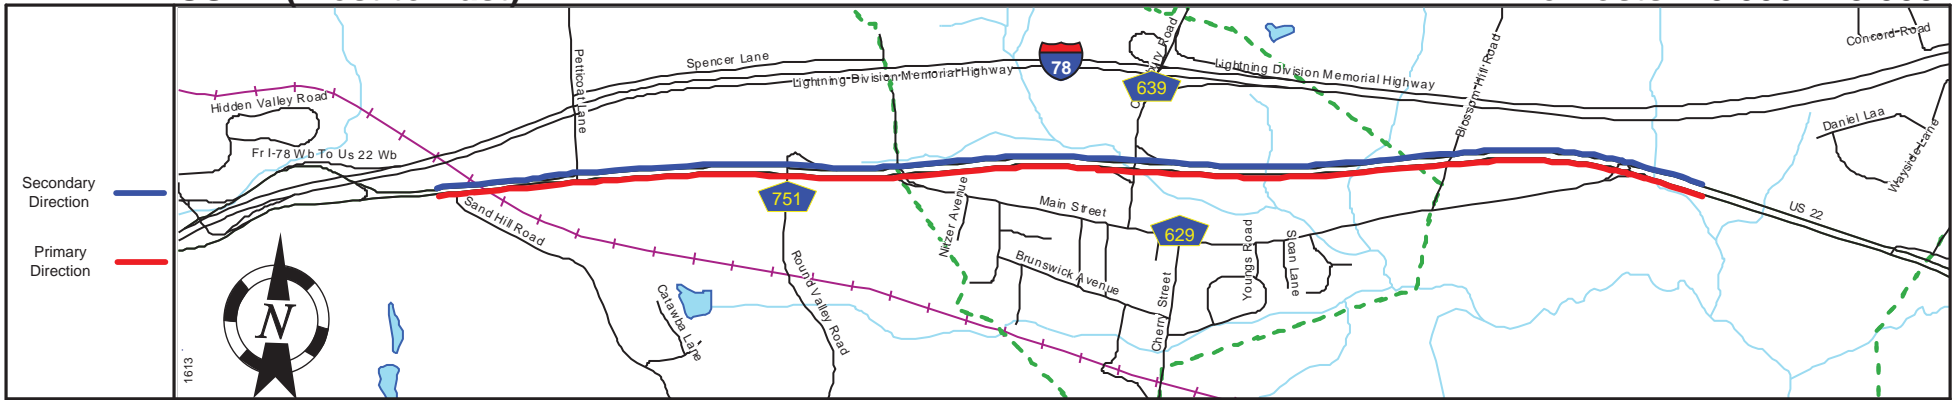 Secondary
Direction
Primary
Direction
Hidden Valley Road
Fr I-78 Wb To Us 22 Wb
Petticoat Lane
Spencer Lane
Lightning Division Memorial Highway
78
639
Lightning Division Memorial Highway
Blossom Hill Road
Concord Road
Daniel Laa
Wayside Lane
US 22
Sand Hill Road
751
Round Valley Road
Catawba Lane
Nitzer Avenue
Main Street
629
Brunswick Avenue
Cherry Street
Youngs Road
Sloan Lane
N
1613